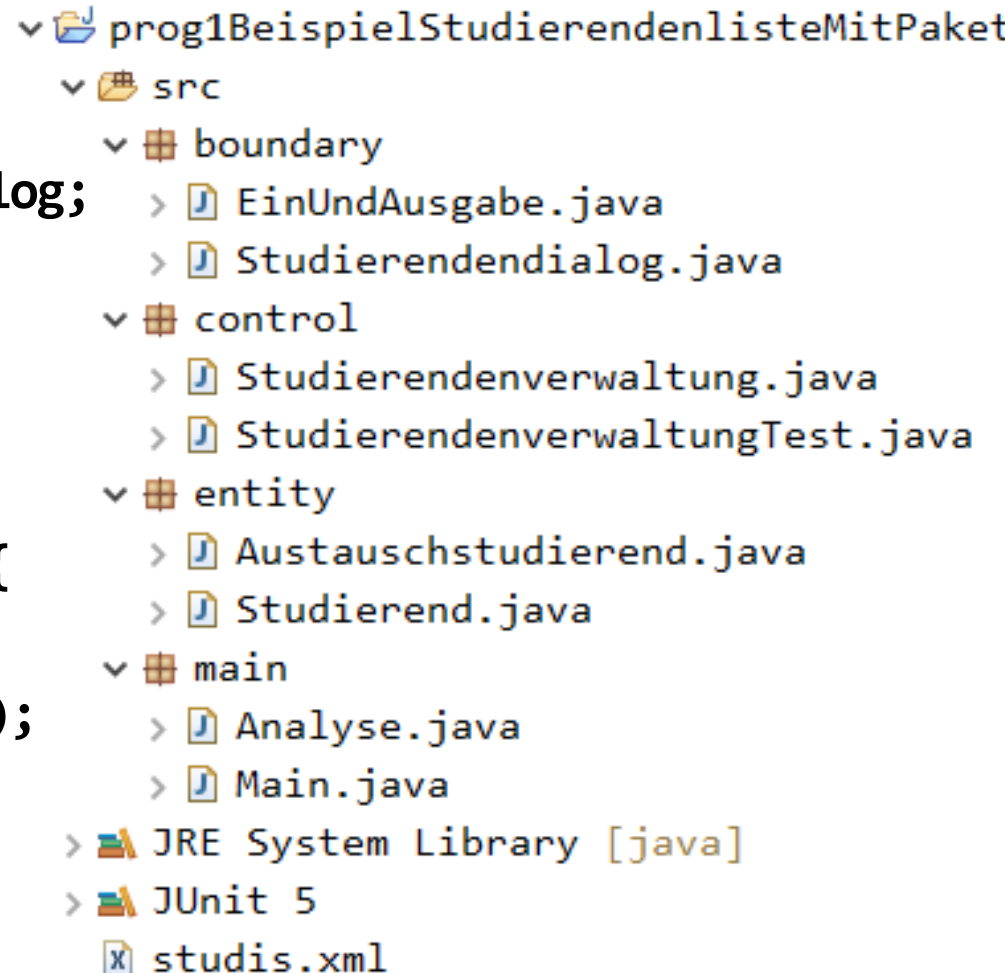 prog1BeispielStudierendenlisteMitPaket
src
boundary
log;
EinUndAusgabe.java
Studierendendialog.java
control
Studierendenverwaltung.java
StudierendenverwaltungTest.java
entity
{
Austauschstudierend.java
Studierend.java
main
);
Analyse.java
Main.java
JRE System Library [java]
JUnit 5
studis.xml